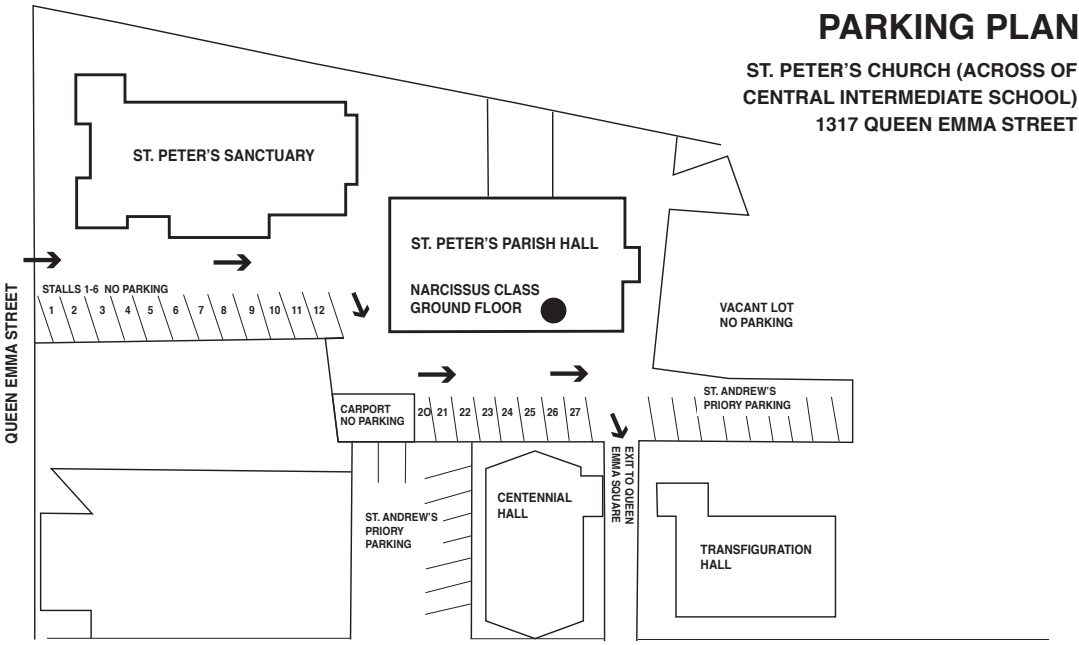 PARKING PLAN
ST. PETER'S CHURCH (ACROSS OF
CENTRAL INTERMEDIATE SCHOOL)
1317 QUEEN EMMA STREET
ST. PETER'S SANCTUARY
ST. PETER'S PARISH HALL
NARCISSUS CLASS
GROUND FLOOR
STALLS 1-6 NO PARKING
1 2 3 4 5 6 7 8 9 10 11 12
QUEEN EMMA STREET
VACANT LOT
NO PARKING
CARPORT
NO PARKING
20 21 22 23 24 25 26 27
ST. ANDREW'S
PRIORY PARKING
EXIT TO QUEEN
EMMA SQUARE
ST. ANDREW'S
PRIORY
PARKING
CENTENNIAL
HALL
TRANSFIGURATION
HALL